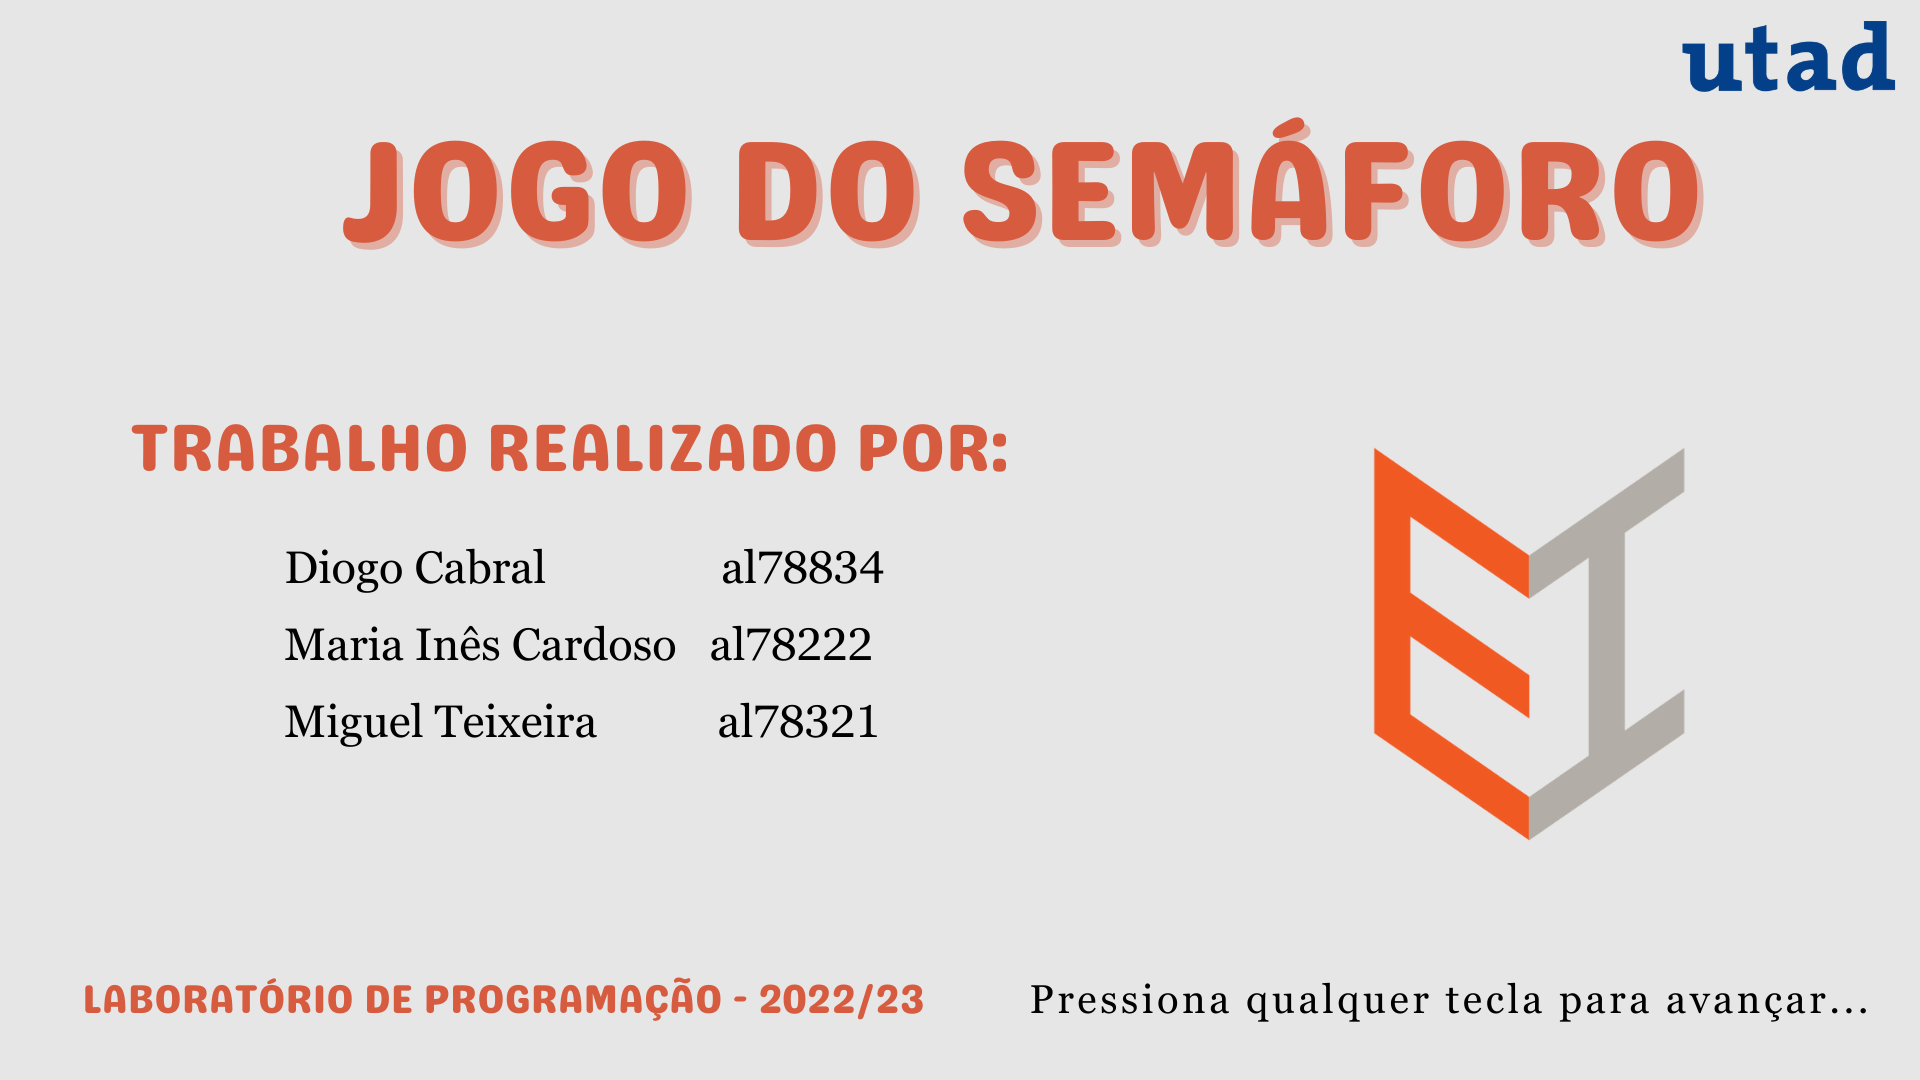 utad
JOGO DO SEMÁFORO
TRABALHO REALIZADO POR:
Diogo Cabral al78834
Maria Inês Cardoso al78222
Miguel Teixeira al78321
EI
LABORATÓRIO DE PROGRAMAÇÃO - 2022/23
Pressiona qualquer tecla para avançar...